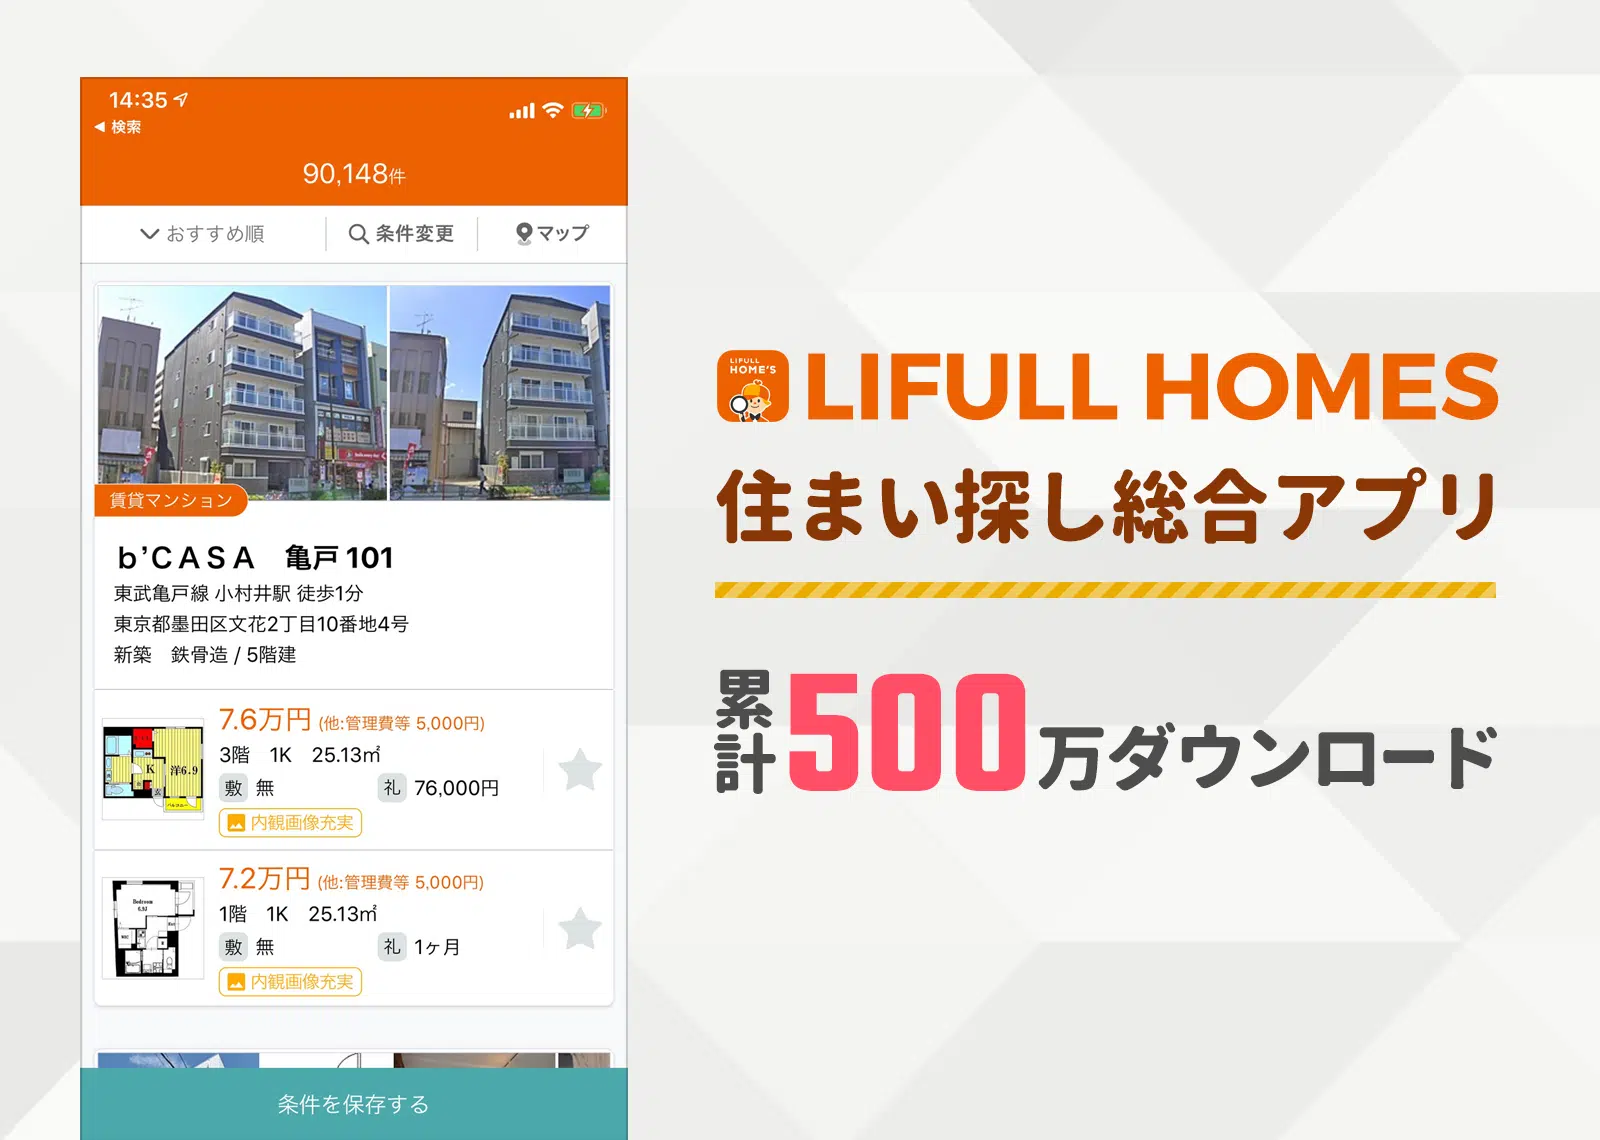 14:35
◀ 検索
90,148件
おすすめ順
条件変更
マップ
賃貸マンション
b’CASA　亀戸 101
東武亀戸線 小村井駅 徒歩1分
東京都墨田区文花2丁目10番地4号
新築　鉄骨造 / 5階建
7.6万円 (他:管理費等 5,000円)
3階　1K　25.13㎡
敷 無 礼 76,000円
内観画像充実
K
洋6.9
バルコニー
7.2万円 (他:管理費等 5,000円)
1階　1K　25.13㎡
敷 無 礼 1ヶ月
内観画像充実
Bedroom
条件を保存する
LIFULL
HOME'S
LIFULL HOMES
住まい探し総合アプリ
累計500万ダウンロード